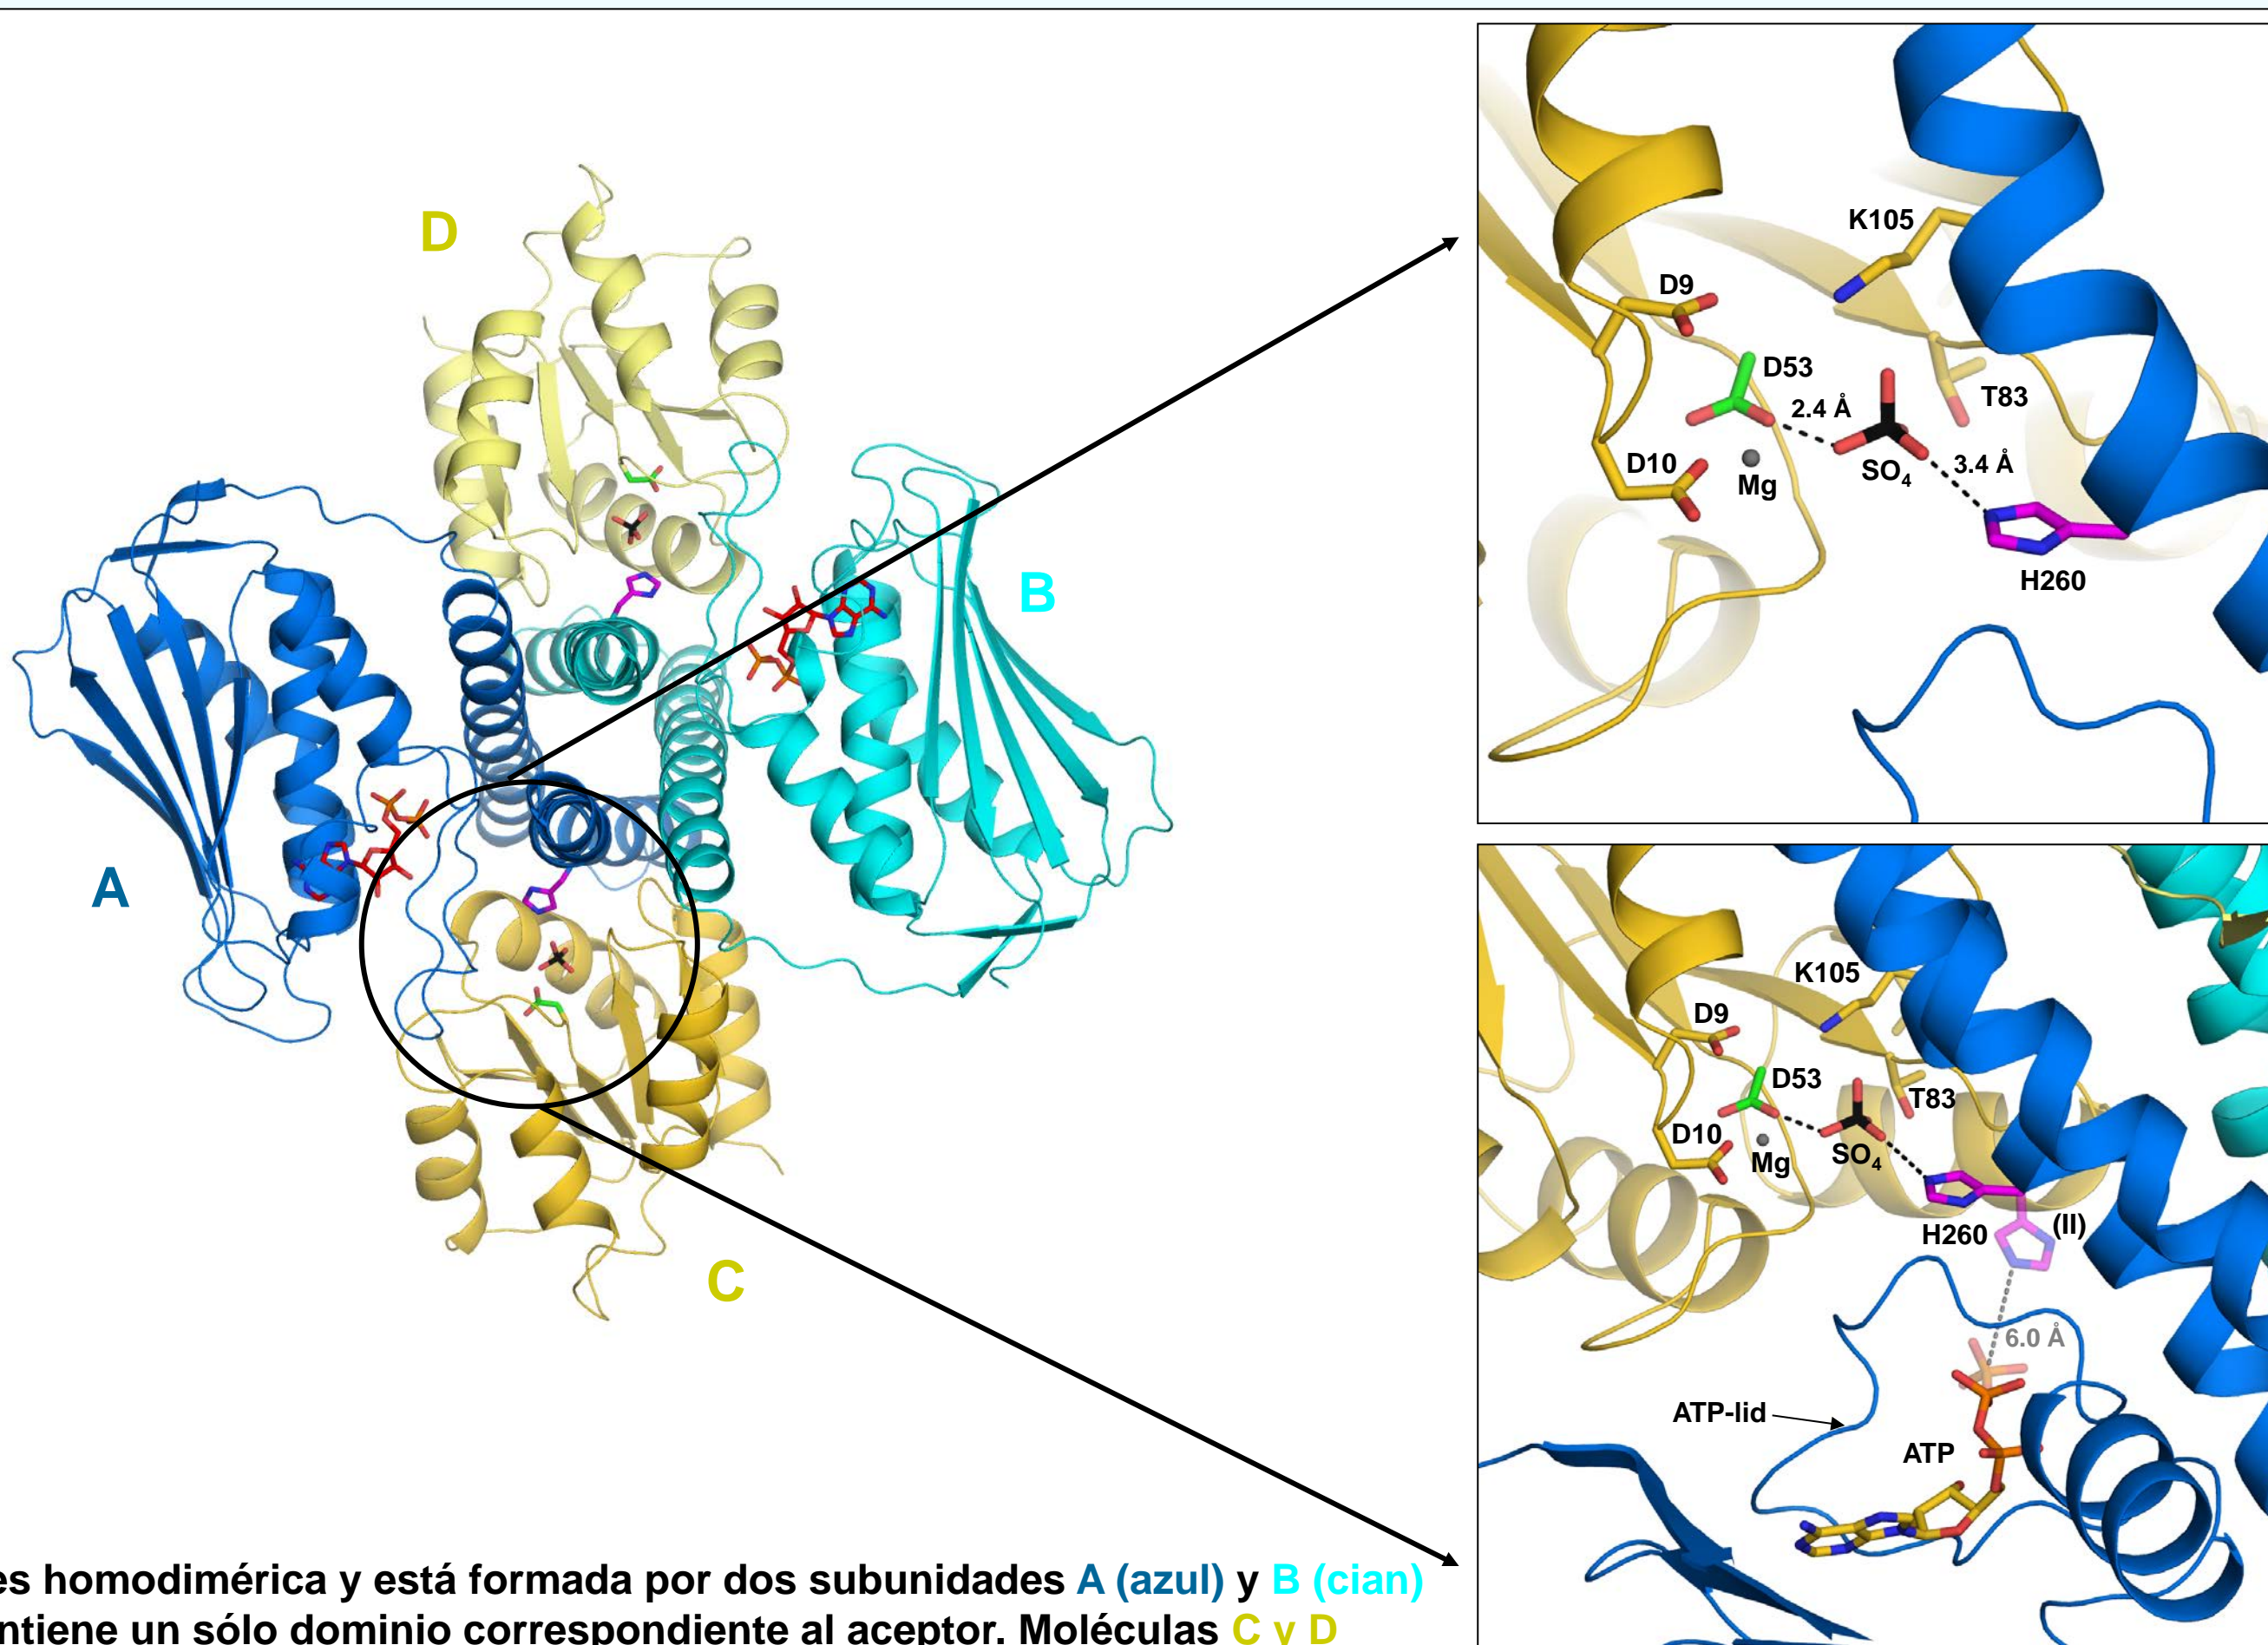 D
B
A
C
K105
D9
D53
2.4 Å
T83
D10
Mg
SO4
3.4 Å
H260
K105
D9
D53
T83
D10
Mg
SO4
H260
(II)
6.0 Å
ATP-lid
ATP
es homodimérica y está formada por dos subunidades A (azul) y B (cian)
ntiene un sólo dominio correspondiente al aceptor. Moléculas C y D